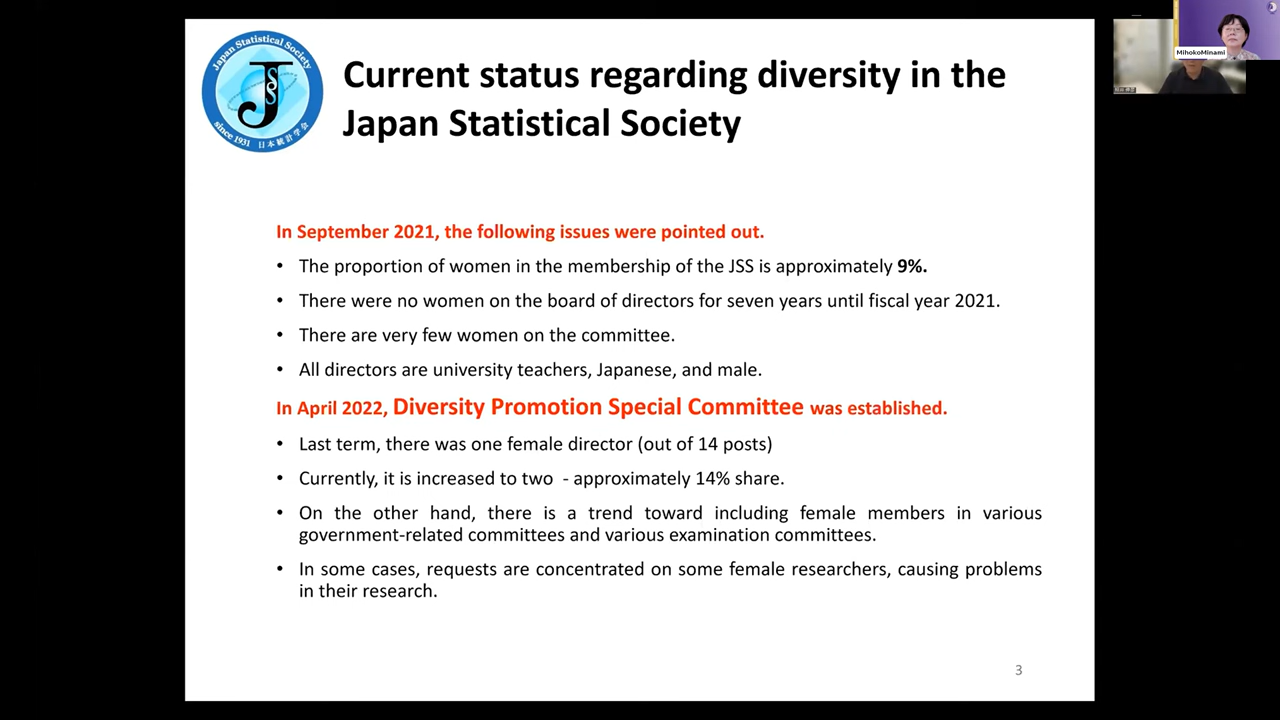 Japan Statistical Society
since 1931 日本統計学会
Current status regarding diversity in the
Japan Statistical Society
MihokoMinami
In September 2021, the following issues were pointed out.
• The proportion of women in the membership of the JSS is approximately 9%.
• There were no women on the board of directors for seven years until fiscal year 2021.
• There are very few women on the committee.
• All directors are university teachers, Japanese, and male.
In April 2022, Diversity Promotion Special Committee was established.
• Last term, there was one female director (out of 14 posts)
• Currently, it is increased to two - approximately 14% share.
• On the other hand, there is a trend toward including female members in various
government-related committees and various examination committees.
• In some cases, requests are concentrated on some female researchers, causing problems
in their research.
3